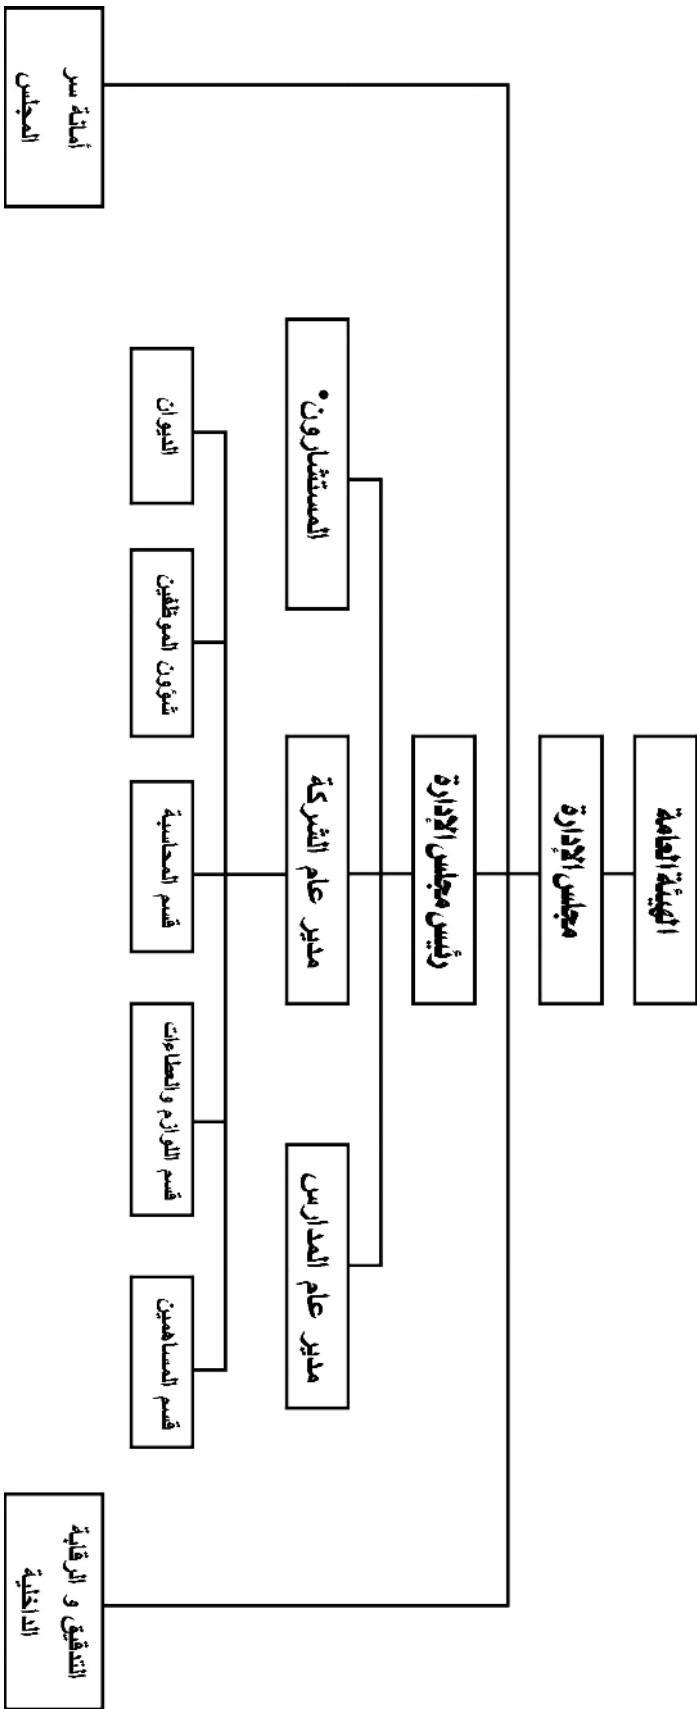 الهيئة العامة
مجلس الإدارة
رئيس مجلس الإدارة
المستشارون•
مدير عام الشركة
مدير عام المدارس
الديوان
شؤون الموظفين
قسم المحاسبة
قسم اللوازم والعطاءات
قسم المساهمين
أمانة سر
المجلس
التدقيق و الرقابة
الداخلية